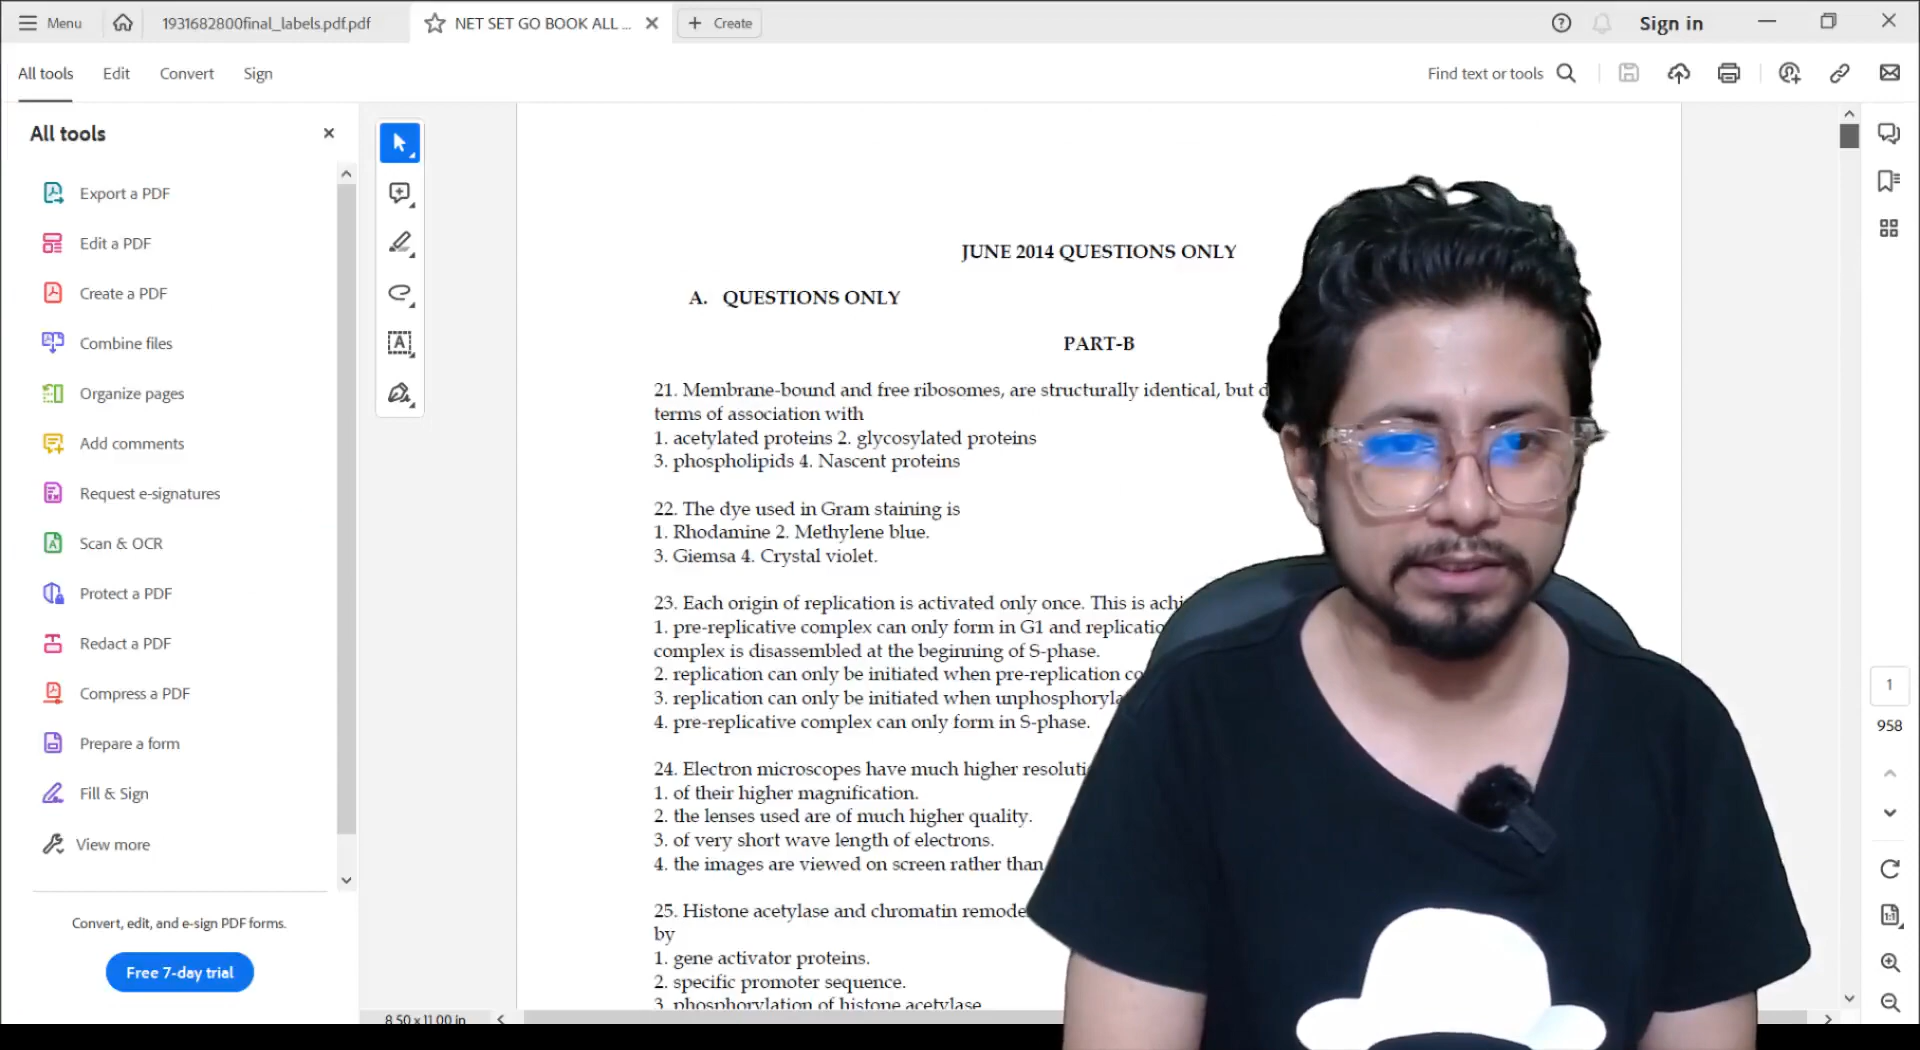 Menu
1931682800final_labels.pdf.pdf
NET SET GO BOOK ALL ...
Create
Sign in
All tools
Edit
Convert
Sign
Find text or tools
All tools
Export a PDF
Edit a PDF
Create a PDF
Combine files
Organize pages
Add comments
Request e-signatures
Scan & OCR
Protect a PDF
Redact a PDF
Compress a PDF
Prepare a form
Fill & Sign
View more
Convert, edit, and e-sign PDF forms.
Free 7-day trial
JUNE 2014 QUESTIONS ONLY
A. QUESTIONS ONLY
PART-B
21. Membrane-bound and free ribosomes, are structurally identical, but
terms of association with
1. acetylated proteins 2. glycosylated proteins
3. phospholipids 4. Nascent proteins
22. The dye used in Gram staining is
1. Rhodamine 2. Methylene blue.
3. Giemsa 4. Crystal violet.
23. Each origin of replication is activated only once. This is
1. pre-replicative complex can only form in G1 and
complex is disassembled at the beginning of S-phase.
2. replication can only be initiated when pre-replication
3. replication can only be initiated when
4. pre-replicative complex can only form in S-phase.
24. Electron microscopes have much higher
1. of their higher magnification.
2. the lenses used are of much higher quality.
3. of very short wave length of electrons.
4. the images are viewed on screen rather than
25. Histone acetylase and chromatin
by
1. gene activator proteins.
2. specific promoter sequence.
3. phosphorylation of histone acetylase
8.50 x 11.00 in
1
958